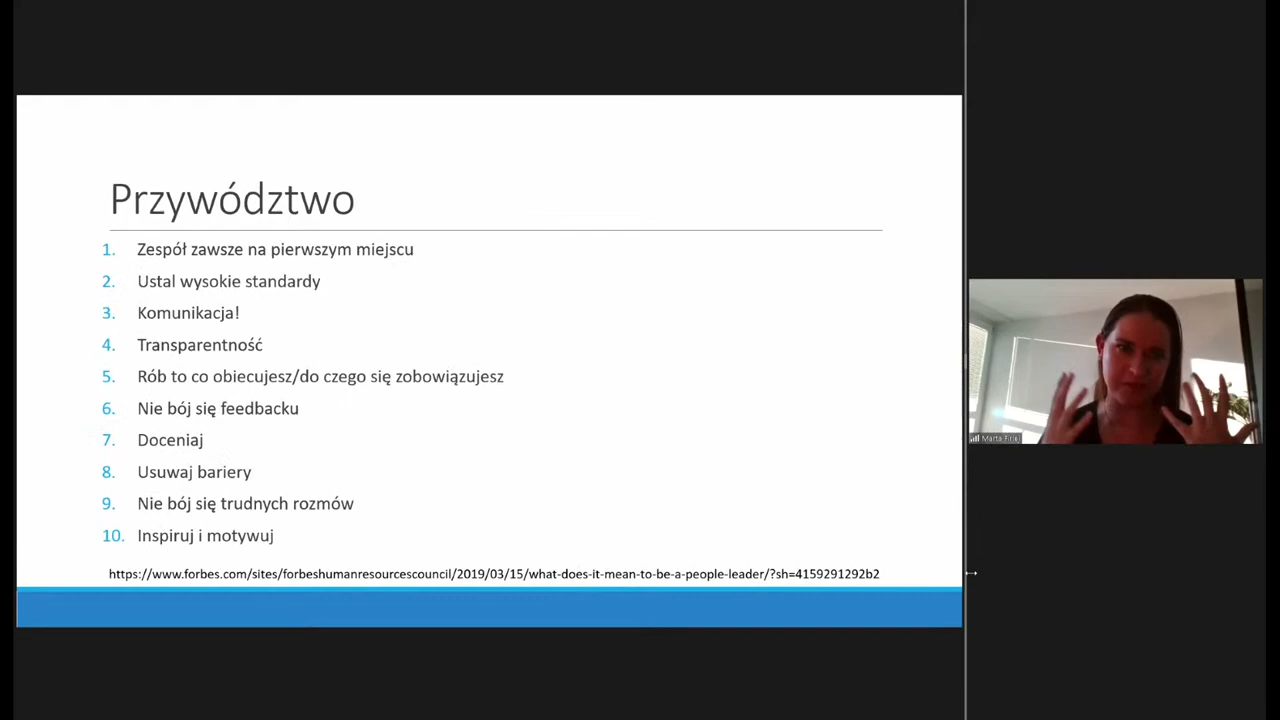 Przywództwo
1. Zespół zawsze na pierwszym miejscu
2. Ustal wysokie standardy
3. Komunikacja!
4. Transparentność
5. Rób to co obiecujesz/do czego się zobowiązujesz
6. Nie bój się feedbacku
7. Doceniaj
8. Usuwaj bariery
9. Nie bój się trudnych rozmów
10. Inspiruj i motywuj
https://www.forbes.com/sites/forbeshumanresourcescouncil/2019/03/15/what-does-it-mean-to-be-a-people-leader/?sh=4159291292b2
Marta